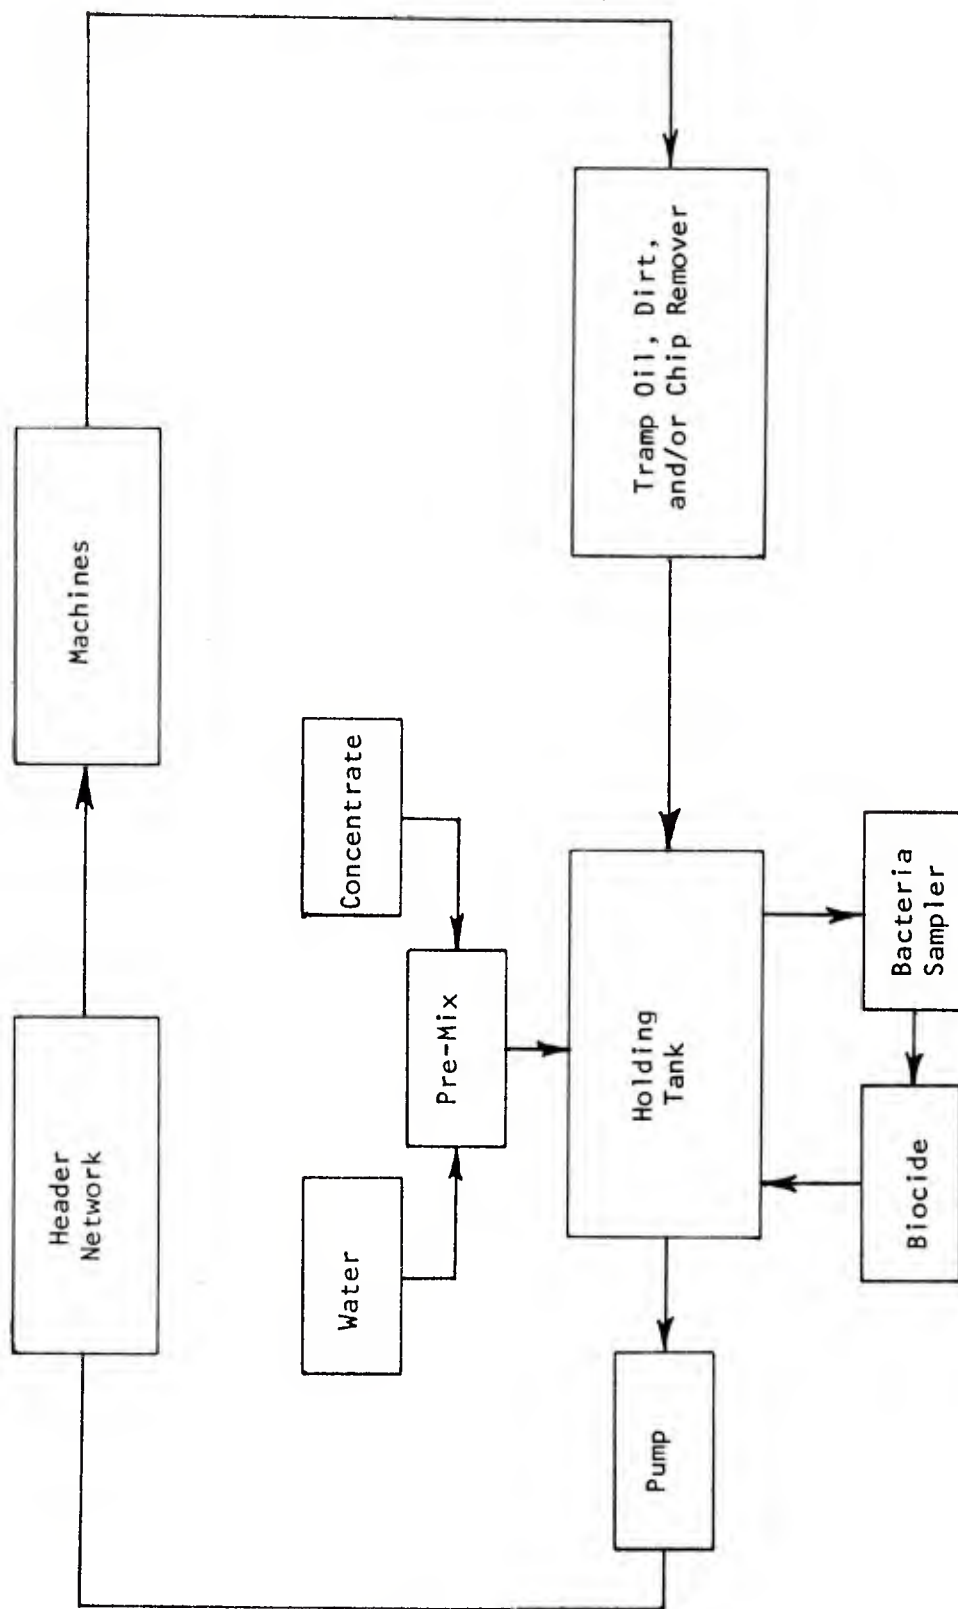 Header
Network
Machines
Water
Concentrate
Pre-Mix
Pump
Holding
Tank
Tramp Oil, Dirt,
and/or Chip Remover
Biocide
Bacteria
Sampler